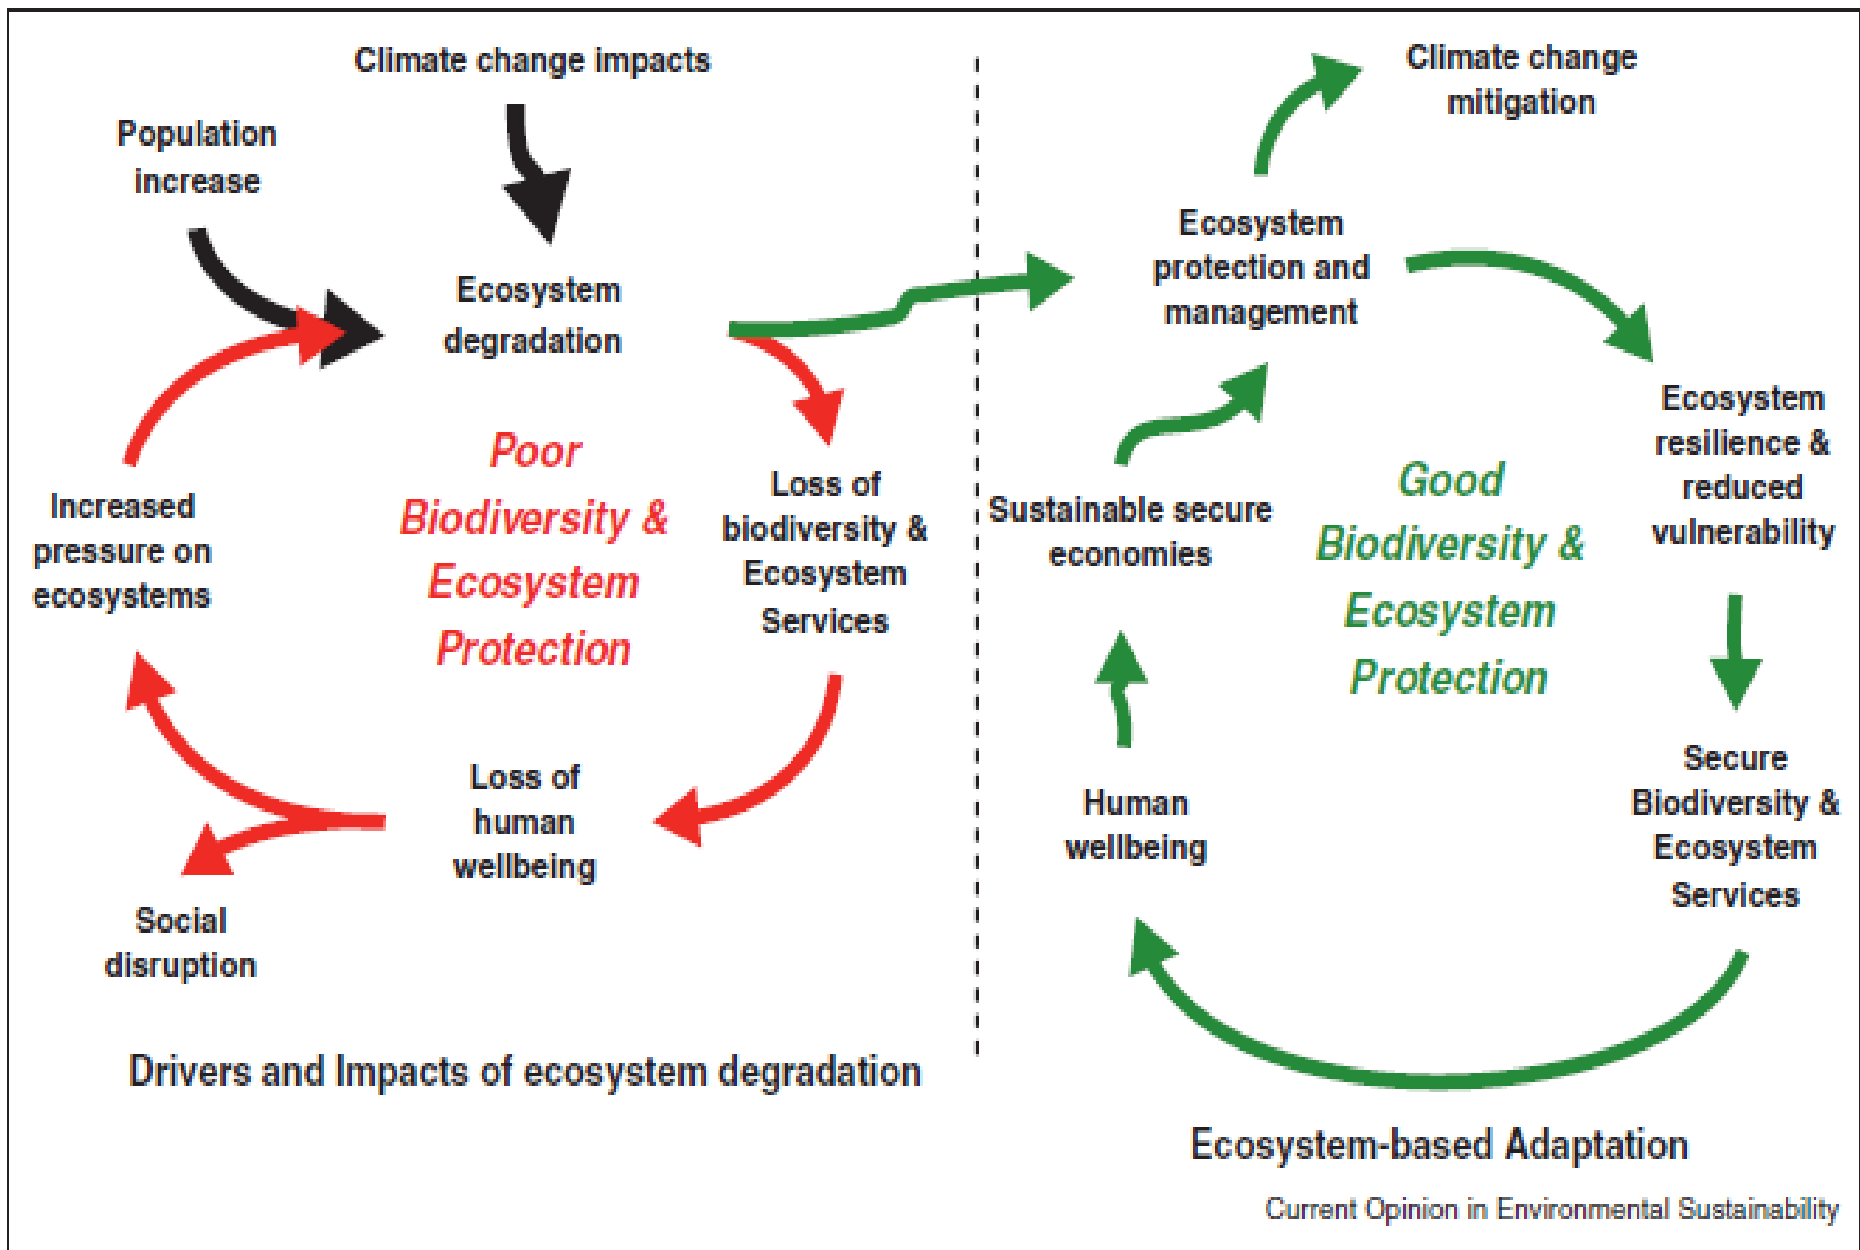 Climate change impacts
Population
increase
Ecosystem
degradation
Poor
Biodiversity &
Ecosystem
Protection
Loss of
biodiversity &
Ecosystem
Services
Increased
pressure on
ecosystems
Loss of
human
wellbeing
Social
disruption
Drivers and Impacts of ecosystem degradation
Climate change
mitigation
Ecosystem
protection and
management
Ecosystem
resilience &
reduced
vulnerability
Sustainable secure
economies
Good
Biodiversity &
Ecosystem
Protection
Secure
Biodiversity &
Ecosystem
Services
Human
wellbeing
Ecosystem-based Adaptation
Current Opinion in Environmental Sustainability